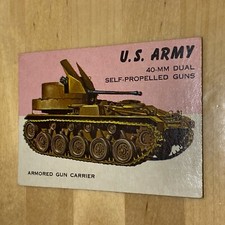 U.S. ARMY
40-MM DUAL
SELF-PROPELLED GUNS
ARMORED GUN CARRIER